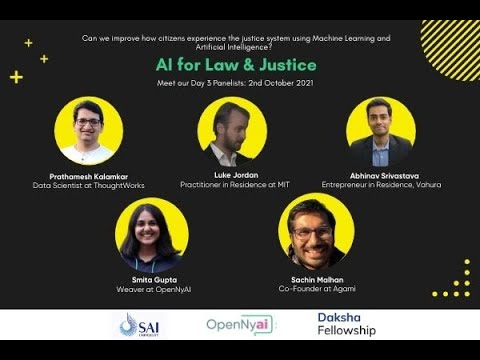 Can we improve how citizens experience the justice system using Machine Learning and
Artificial Intelligence?
AI for Law & Justice
Meet our Day 3 Panelists: 2nd October 2021
Prathamesh Kalamkar
Data Scientist at ThoughtWorks
Luke Jordan
Practitioner in Residence at MIT
Abhinav Srivastava
Entrepreneur in Residence, Vahura
Smita Gupta
Weaver at OpenNyAI
Sachin Malhan
Co-Founder at Agami
SAI
UNIVERSITY
OpenNyai
Daksha
Fellowship